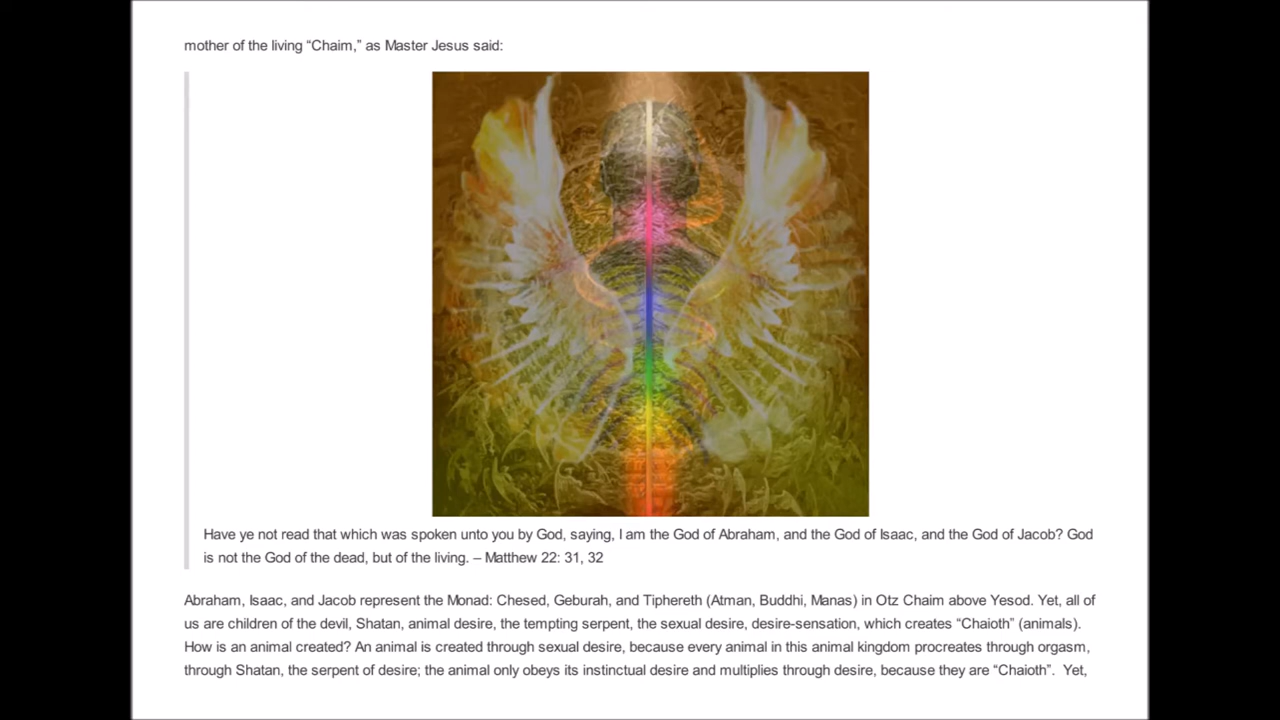 mother of the living “Chaim,” as Master Jesus said:
Have ye not read that which was spoken unto you by God, saying, I am the God of Abraham, and the God of Isaac, and the God of Jacob? God
is not the God of the dead, but of the living. – Matthew 22: 31, 32
Abraham, Isaac, and Jacob represent the Monad: Chesed, Geburah, and Tiphereth (Atman, Buddhi, Manas) in Otz Chaim above Yesod. Yet, all of
us are children of the devil, Shatan, animal desire, the tempting serpent, the sexual desire, desire-sensation, which creates “Chaioth” (animals).
How is an animal created? An animal is created through sexual desire, because every animal in this animal kingdom procreates through orgasm,
through Shatan, the serpent of desire; the animal only obeys its instinctual desire and multiplies through desire, because they are “Chaioth”.  Yet,